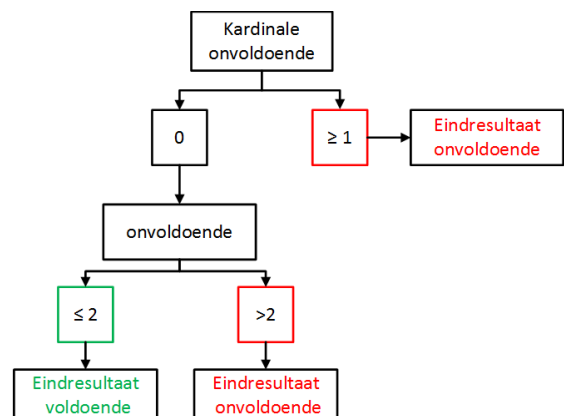 Kardinale
onvoldoende
0
≥ 1
Eindresultaat
onvoldoende
onvoldoende
≤ 2
>2
Eindresultaat
voldoende
Eindresultaat
onvoldoende